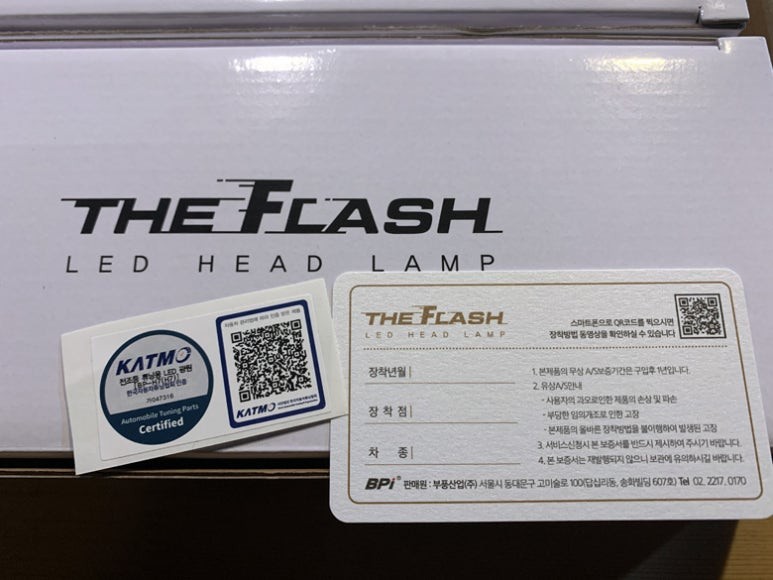 THE FLASH
LED HEAD LAMP
KATMO
전조등 튜닝용 LED 광원
[BP-H7(H7)]
한국자동차튜닝협회 인증
가047316
Automobile Tuning Parts
Certified
KATMO
THE FLASH
LED HEAD LAMP
스마트폰으로 QR코드를 찍으시면
장착방법 동영상을 확인하실 수 있습니다
장착년월
장 착 점
차 종
1. 본제품의 무상 A/S보증기간은 구입후 1년입니다.
2. 유상A/S안내
- 사용자의 과오로인한 제품의 손상 및 파손
- 부당한 임의개조로 인한 고장
- 본제품의 올바른 장착방법을 불이행하여 발생된 고장
3. 서비스신청시 본 보증서를 반드시 제시하여 주시기 바랍니다.
4. 본 보증서는 재발행되지 않으니 보관에 유의하시길 바랍니다.
BPi® 판매원 : 부품산업(주) 서울시 동대문구 고미술로 100(답십리동, 송화빌딩 607호) Tel 02. 2217. 0170